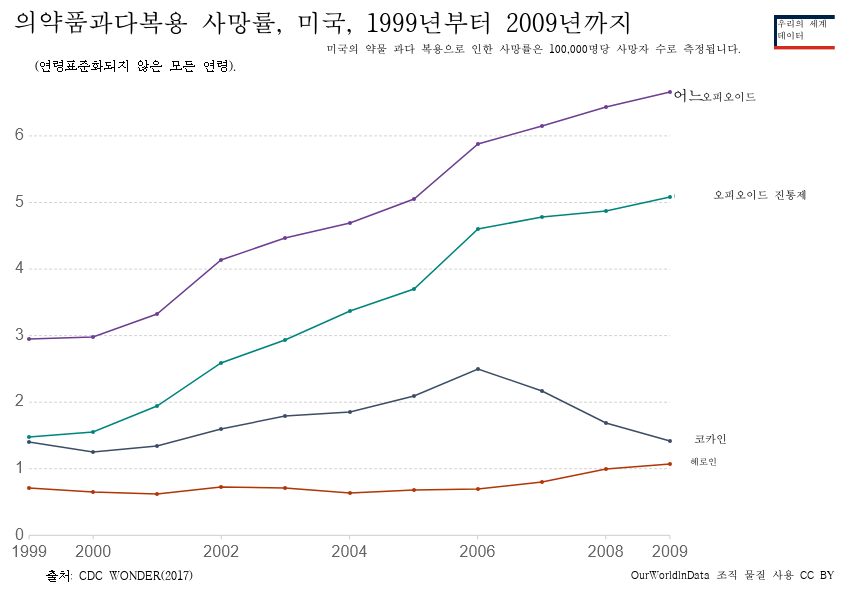 의약품과다복용 사망률, 미국, 1999년부터 2009년까지
우리의 세계
데이터
미국의 약물 과다 복용으로 인한 사망률은 100,000명당 사망자 수로 측정됩니다.
(연령표준화되지 않은 모든 연령).
어느오피오이드
6
오피오이드 진통제
5
4
3
2
코카인
헤로인
1
0
1999 2000 2002 2004 2006 2008 2009
출처: CDC WONDER(2017)
OurWorldInData 조직 물질 사용 CC BY